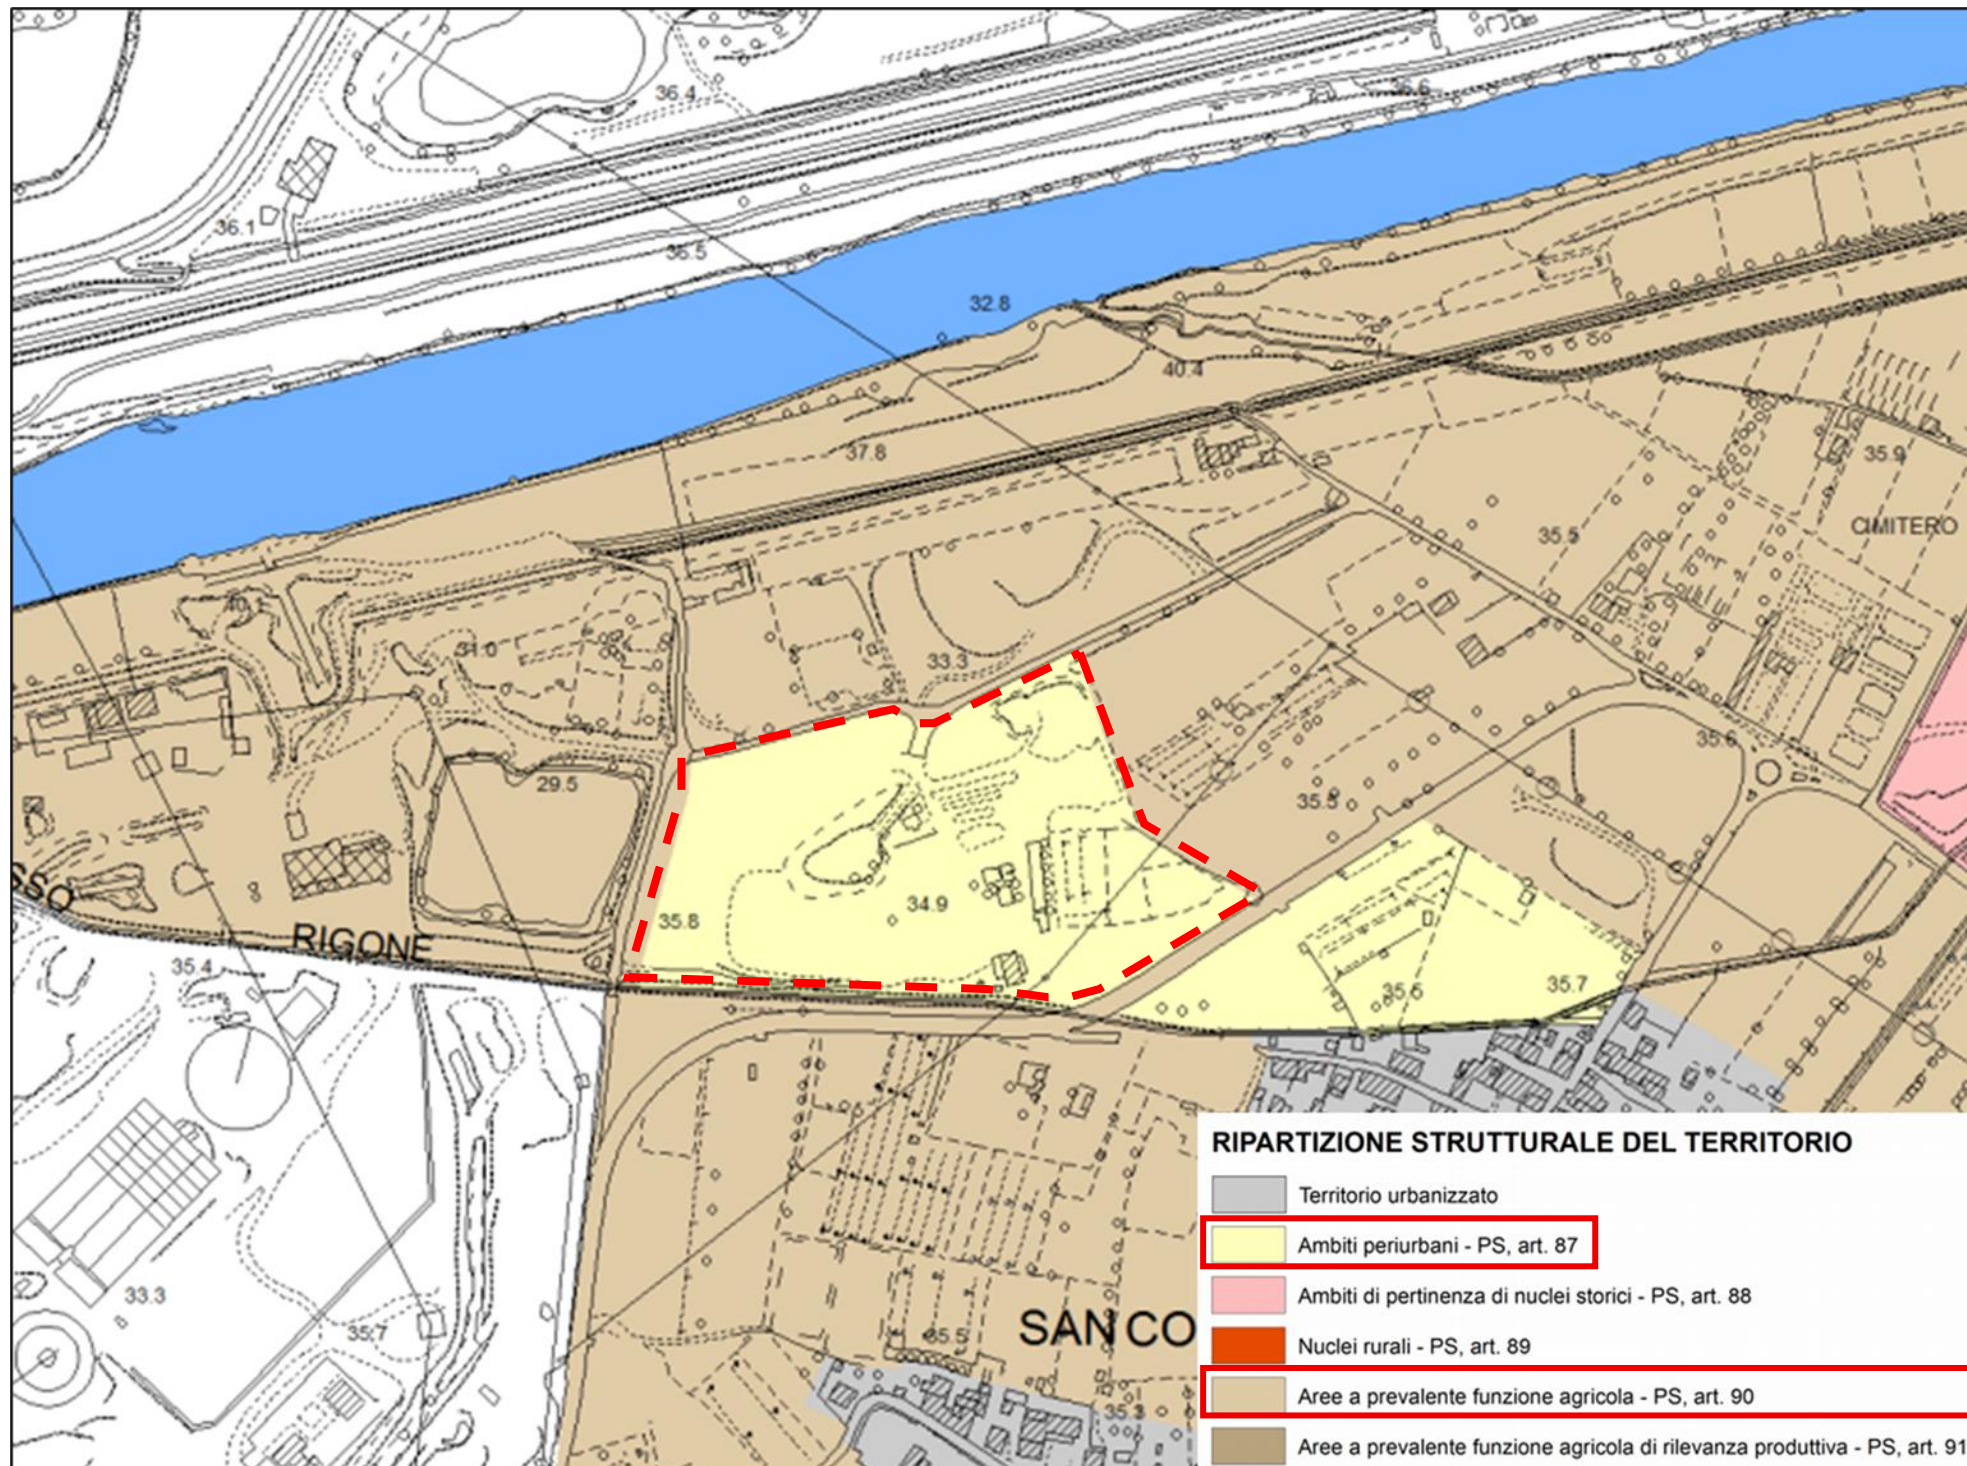 36.4
36.6
36.1
36.5
32.8
40.4
37.8
35.9
CIMITERO
35.5
40.1
31.0
33.3
35.6
29.5
35.5
SSO
34.9
35.8
RIGONE
35.4
35.6
35.7
33.3
35.7
35.5
SAN CO
35.3
RIPARTIZIONE STRUTTURALE DEL TERRITORIO
Territorio urbanizzato
Ambiti periurbani - PS, art. 87
Ambiti di pertinenza di nuclei storici - PS, art. 88
Nuclei rurali - PS, art. 89
Aree a prevalente funzione agricola - PS, art. 90
Aree a prevalente funzione agricola di rilevanza produttiva - PS, art. 91